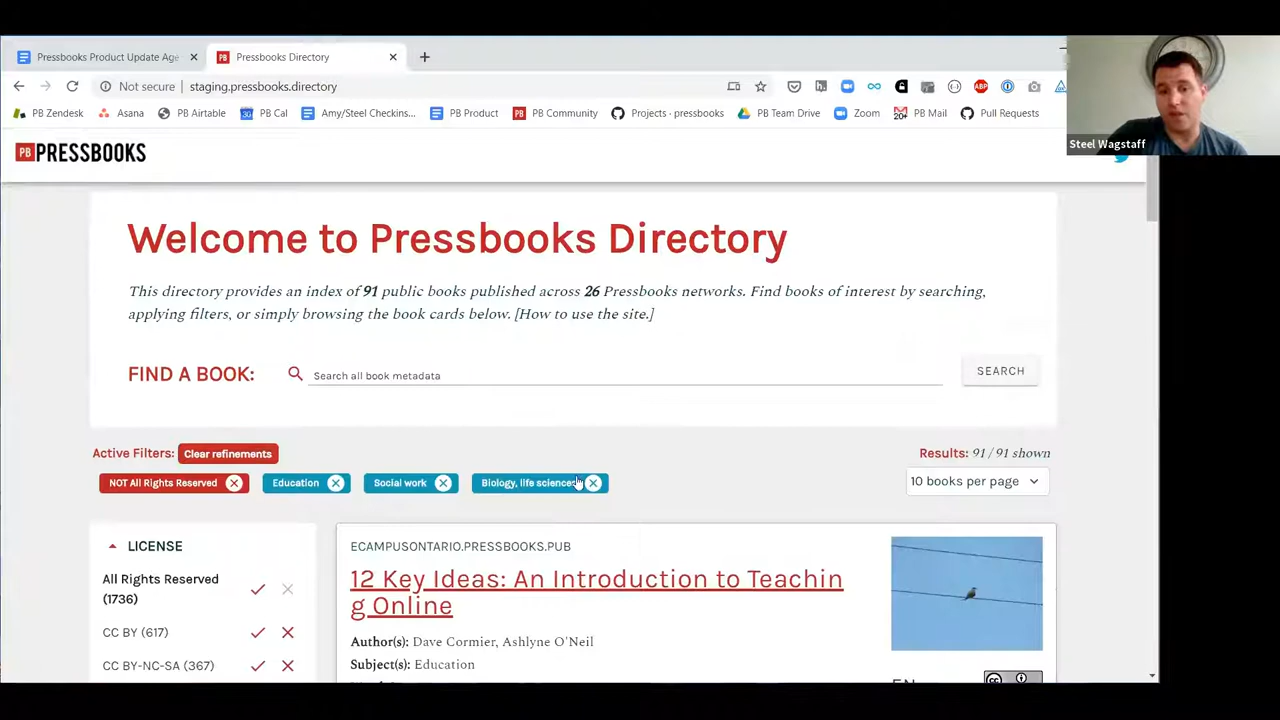 Pressbooks Product Update Age
Pressbooks Directory
Not secure
staging.pressbooks.directory
PB Zendesk
Asana
PB Airtable
PB Cal
Amy/Steel Checkins...
PB Product
PB Community
Projects · pressbooks
PB Team Drive
Zoom
PB Mail
Pull Requests
Steel Wagstaff
PB PRESSBOOKS
Welcome to Pressbooks Directory
This directory provides an index of 91 public books published across 26 Pressbooks networks. Find books of interest by searching,
applying filters, or simply browsing the book cards below. [How to use the site.]
FIND A BOOK:
Search all book metadata
SEARCH
Active Filters: Clear refinements
Results: 91 / 91 shown
NOT All Rights Reserved
Education
Social work
Biology, life sciences
10 books per page
LICENSE
All Rights Reserved
(1736)
CC BY (617)
CC BY-NC-SA (367)
ECAMPUSONTARIO.PRESSBOOKS.PUB
12 Key Ideas: An Introduction to Teachin
g Online
Author(s): Dave Cormier, Ashlyne O'Neil
Subject(s): Education